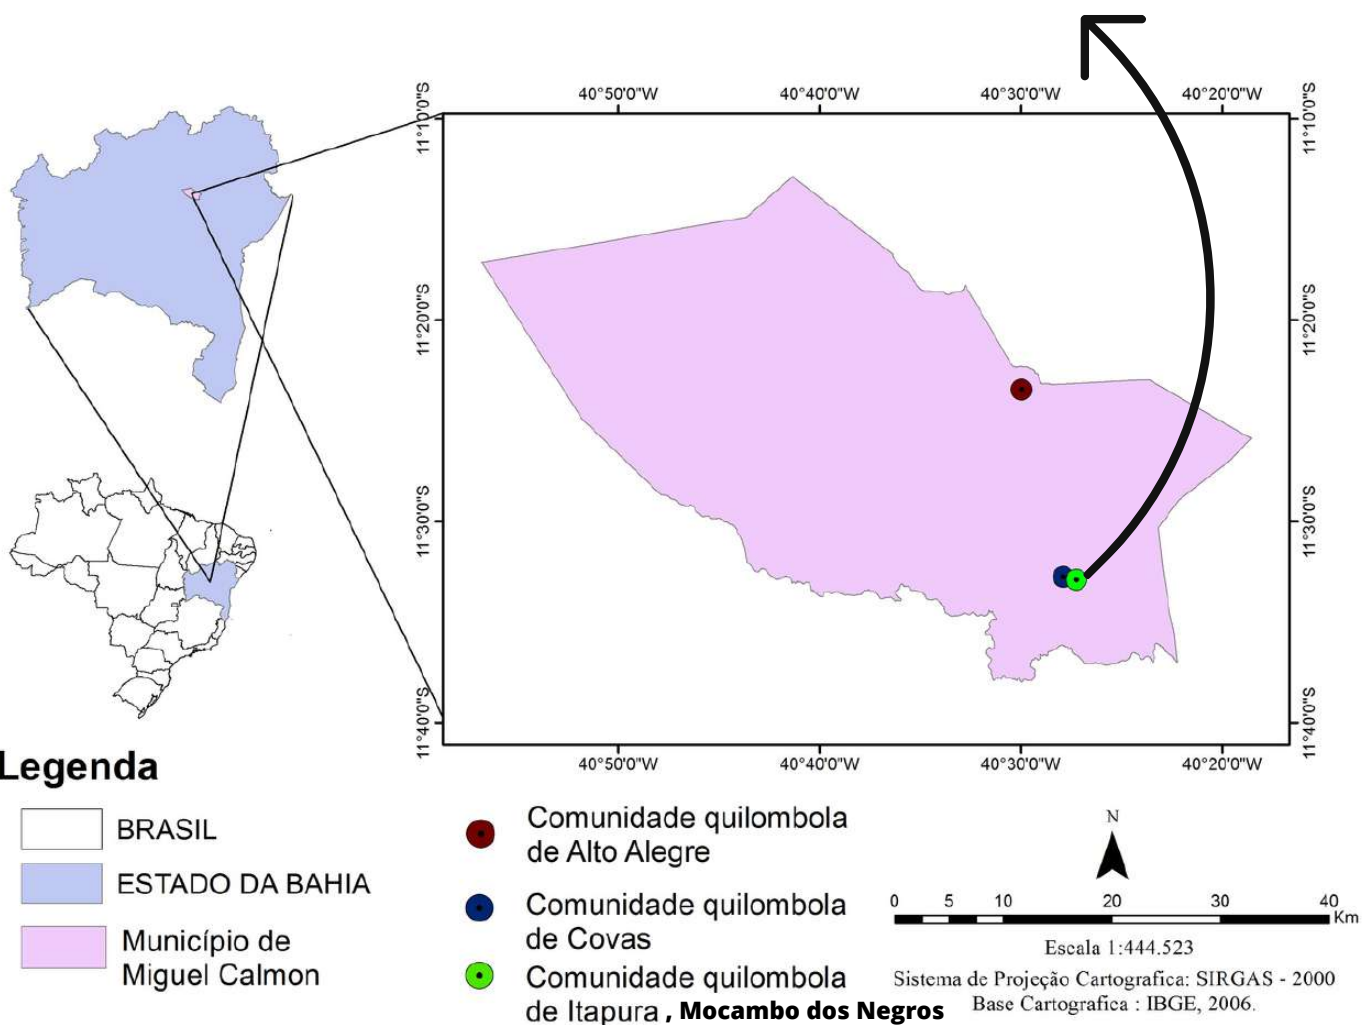 40°50'0"W 40°40'0"W 40°30'0"W 40°20'0"W
11°10'0"S 11°10'0"S
11°20'0"S 11°20'0"S
11°30'0"S 11°30'0"S
11°40'0"S 11°40'0"S
40°50'0"W 40°40'0"W 40°30'0"W 40°20'0"W
Legenda
BRASIL
ESTADO DA BAHIA
Município de
Miguel Calmon
Comunidade quilombola
de Alto Alegre
Comunidade quilombola
de Covas
Comunidade quilombola
de Itapura , Mocambo dos Negros
N
0 5 10 20 30 40
Km
Escala 1:444.523
Sistema de Projeção Cartografica: SIRGAS - 2000
Base Cartografica : IBGE, 2006.